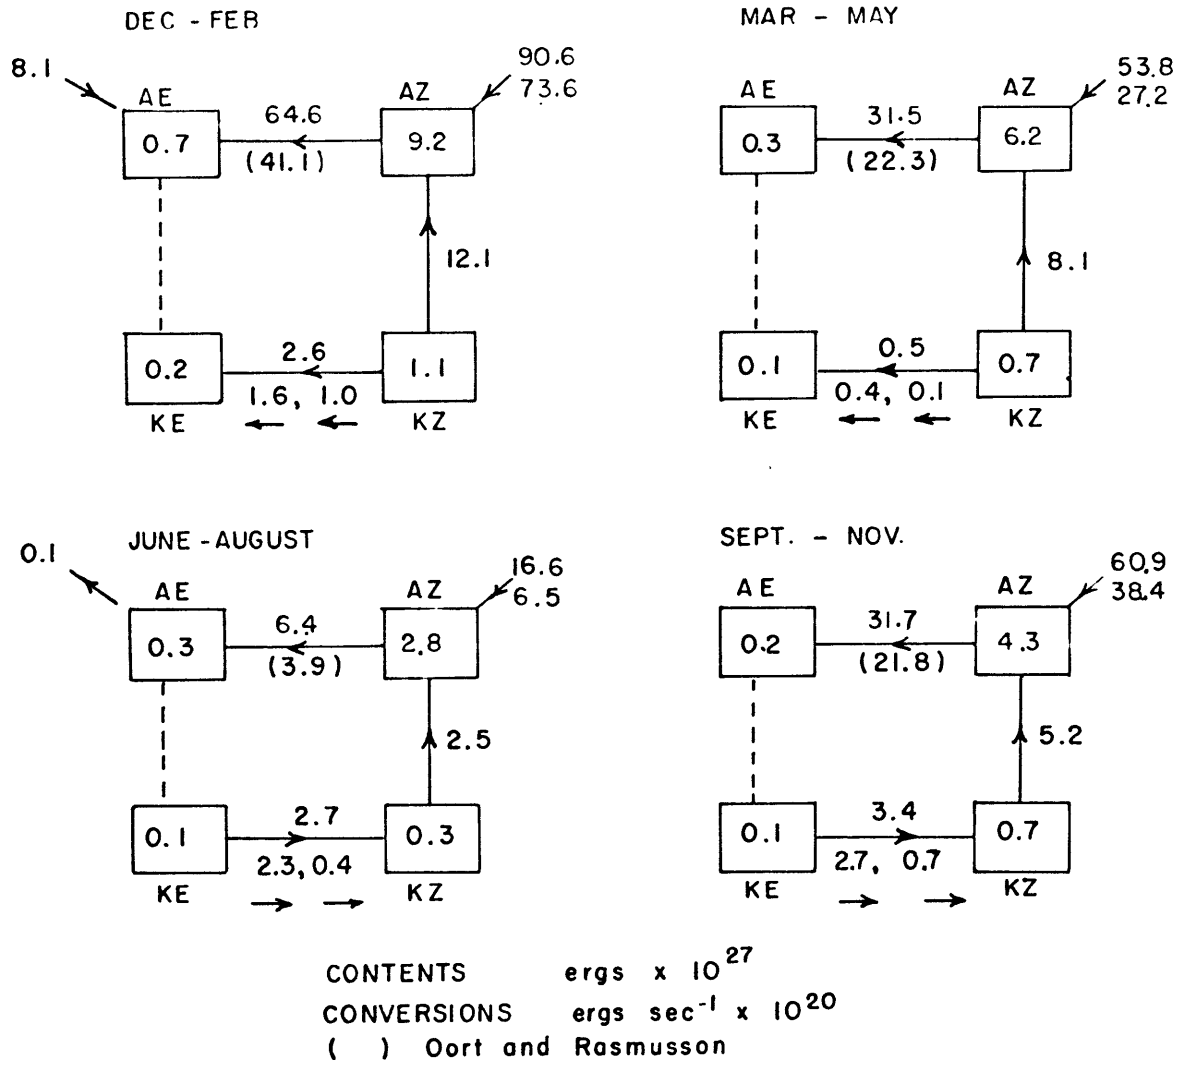 DEC - FEB
8.1
AE
64.6
(41.1)
AZ
90.6
73.6
0.7
9.2
12.1
0.2
2.6
1.6, 1.0
1.1
KE
KZ
MAR - MAY
AE
31.5
(22.3)
AZ
53.8
27.2
0.3
6.2
8.1
0.1
0.5
0.4, 0.1
0.7
KE
KZ
JUNE - AUGUST
0.1
AE
6.4
(3.9)
AZ
16.6
6.5
0.3
2.8
2.5
0.1
2.7
2.3, 0.4
0.3
KE
KZ
SEPT. - NOV.
AE
31.7
(21.8)
AZ
60.9
38.4
0.2
4.3
5.2
0.1
3.4
2.7, 0.7
0.7
KE
KZ
CONTENTS ergs x 10²⁷
CONVERSIONS ergs sec⁻¹ x 10²⁰
( ) Oort and Rasmusson